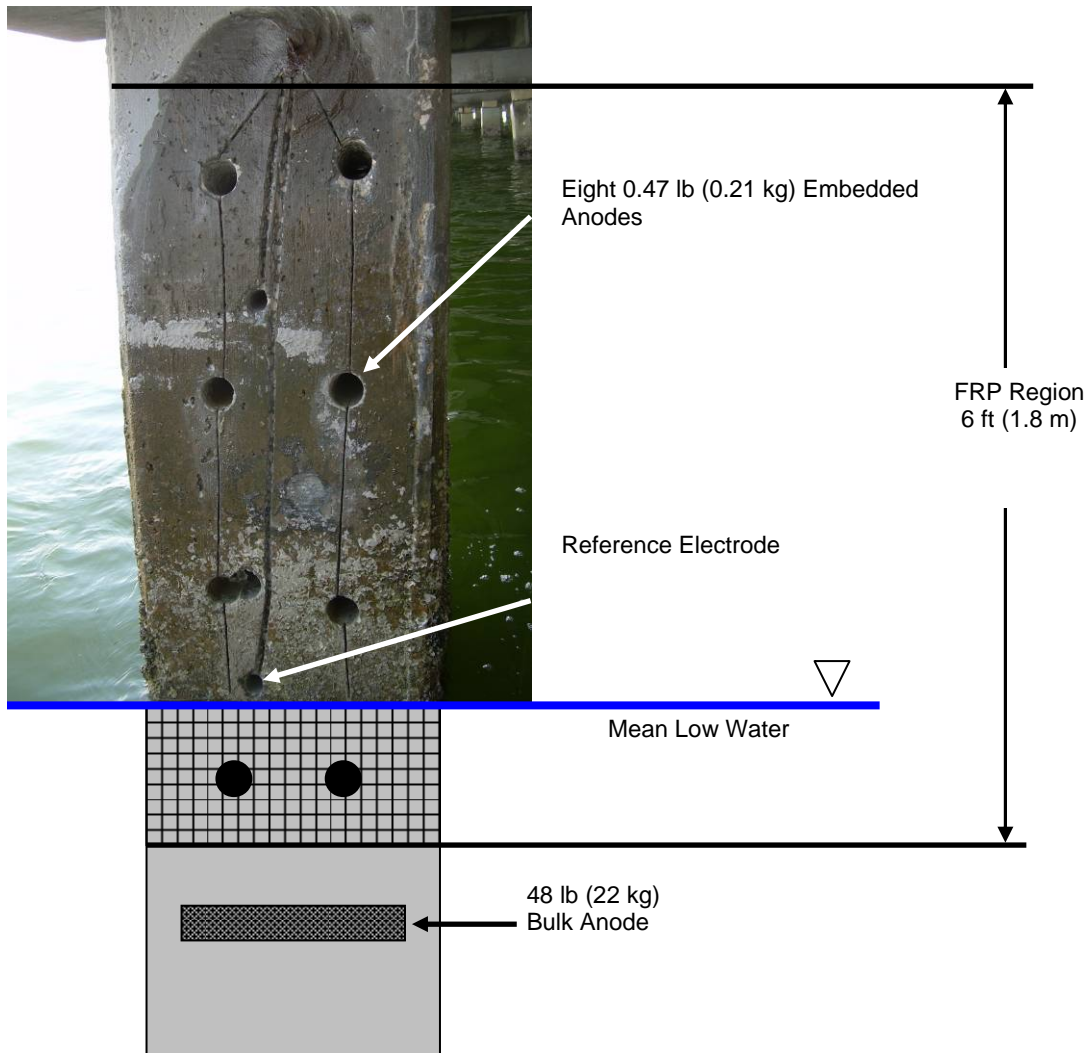 Eight 0.47 lb (0.21 kg) Embedded
Anodes
FRP Region
6 ft (1.8 m)
Reference Electrode
Mean Low Water
48 lb (22 kg)
Bulk Anode